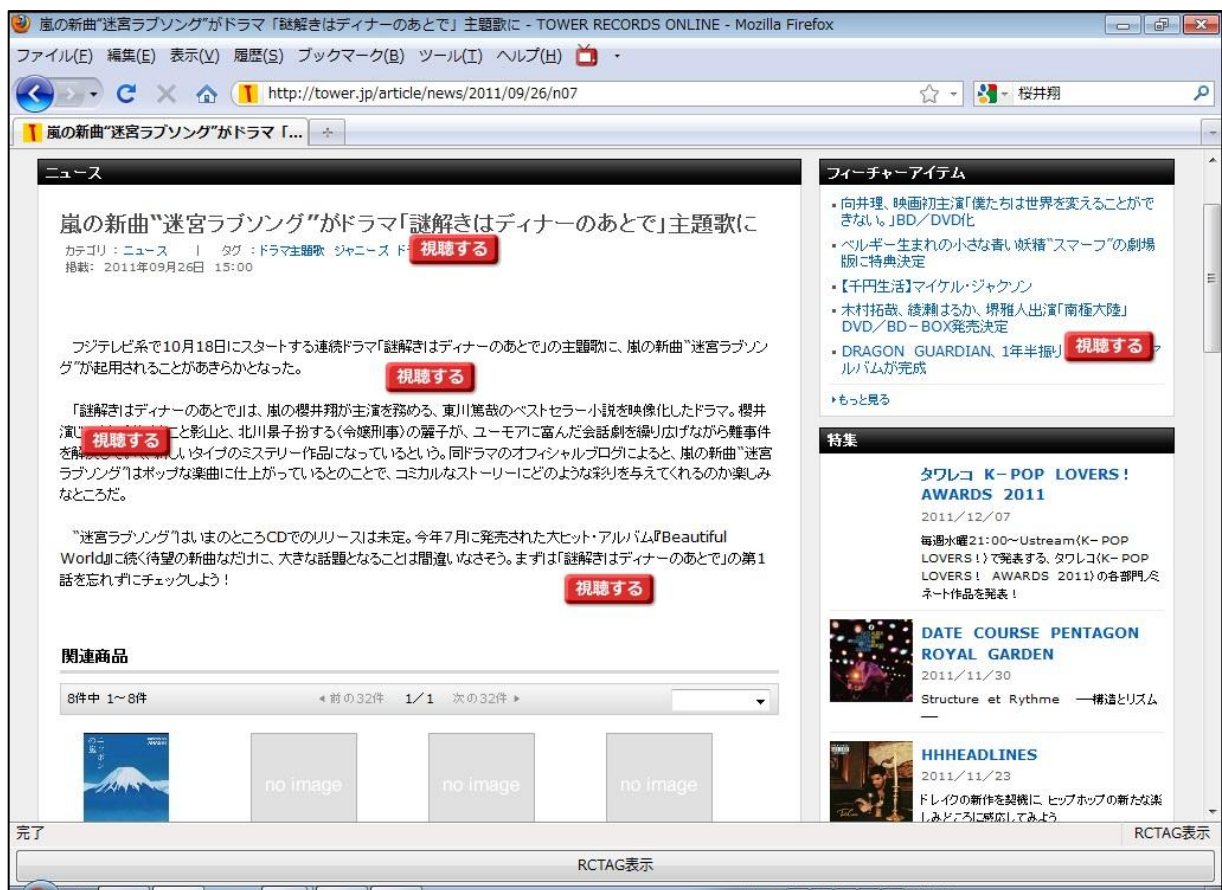 嵐の新曲“迷宮ラブソング”がドラマ「謎解きはディナーのあとで」主題歌に - TOWER RECORDS ONLINE - Mozilla Firefox
ファイル(F) 編集(E) 表示(V) 履歴(S) ブックマーク(B) ツール(T) ヘルプ(H)
http://tower.jp/article/news/2011/09/26/n07
桜井翔
嵐の新曲“迷宮ラブソング”がドラマ「...
ニュース
嵐の新曲“迷宮ラブソング”がドラマ「謎解きはディナーのあとで」主題歌に
カテゴリ : ニュース | タグ : ドラマ主題歌 ジャニーズ ド
視聴する
掲載: 2011年09月26日 15:00
フジテレビ系で10月18日にスタートする連続ドラマ「謎解きはディナーのあとで」の主題歌に、嵐の新曲“迷宮ラブソン
グ”が起用されることがあきらかとなった。
視聴する
「謎解きはディナーのあとで」は、嵐の櫻井翔が主演を務める、東川篤哉のベストセラー小説を映像化したドラマ。櫻井
演じ
視聴する
こと影山と、北川景子扮する〈令嬢刑事〉の麗子が、ユーモアに富んだ会話劇を繰り広げながら難事件
を解決
いタイプのミステリー作品になっているという。同ドラマのオフィシャルブログによると、嵐の新曲“迷宮
ラブソング”はポップな楽曲に仕上がっているとのことで、コミカルなストーリーにどのような彩りを与えてくれるのか楽しみ
なところだ。
“迷宮ラブソング”はいまのところCDでのリリースは未定。今年7月に発売された大ヒット・アルバム『Beautiful
World』に続く待望の新曲なだけに、大きな話題となることは間違いなさそう。まずは「謎解きはディナーのあとで」の第1
話を忘れずにチェックしよう！
視聴する
関連商品
8件中 1～8件 前の32件 1／1 次の32件
ニッポンの嵐
ARASHI
no image
no image
no image
フィーチャーアイテム
向井理、映画初主演「僕たちは世界を変えることがで
きない。」BD／DVD化
ベルギー生まれの小さな青い妖精“スマーフ”の劇場
版に特典決定
【千円生活】マイケル・ジャクソン
木村拓哉、綾瀬はるか、堺雅人出演「南極大陸」
DVD／BD－BOX発売決定
DRAGON GUARDIAN、1年半振り
視聴する
ア
ルバムが完成
もっと見る
特集
タワレコ K－POP LOVERS！
AWARDS 2011
2011／12／07
毎週水曜21：00～Ustream〈K－POP
LOVERS！〉で発表する、タワレコ〈K－POP
LOVERS！ AWARDS 2011〉の各部門ノミ
ネート作品を発表！
DATE COURSE PENTAGON
ROYAL GARDEN
2011／11／30
Structure et Rythme ──構造とリズム
──
HHHEADLINES
2011／11／23
ドレイクの新作を契機に、ヒップホップの新たな楽
しみどころに感応してみよう
完了
RCTAG表示
RCTAG表示